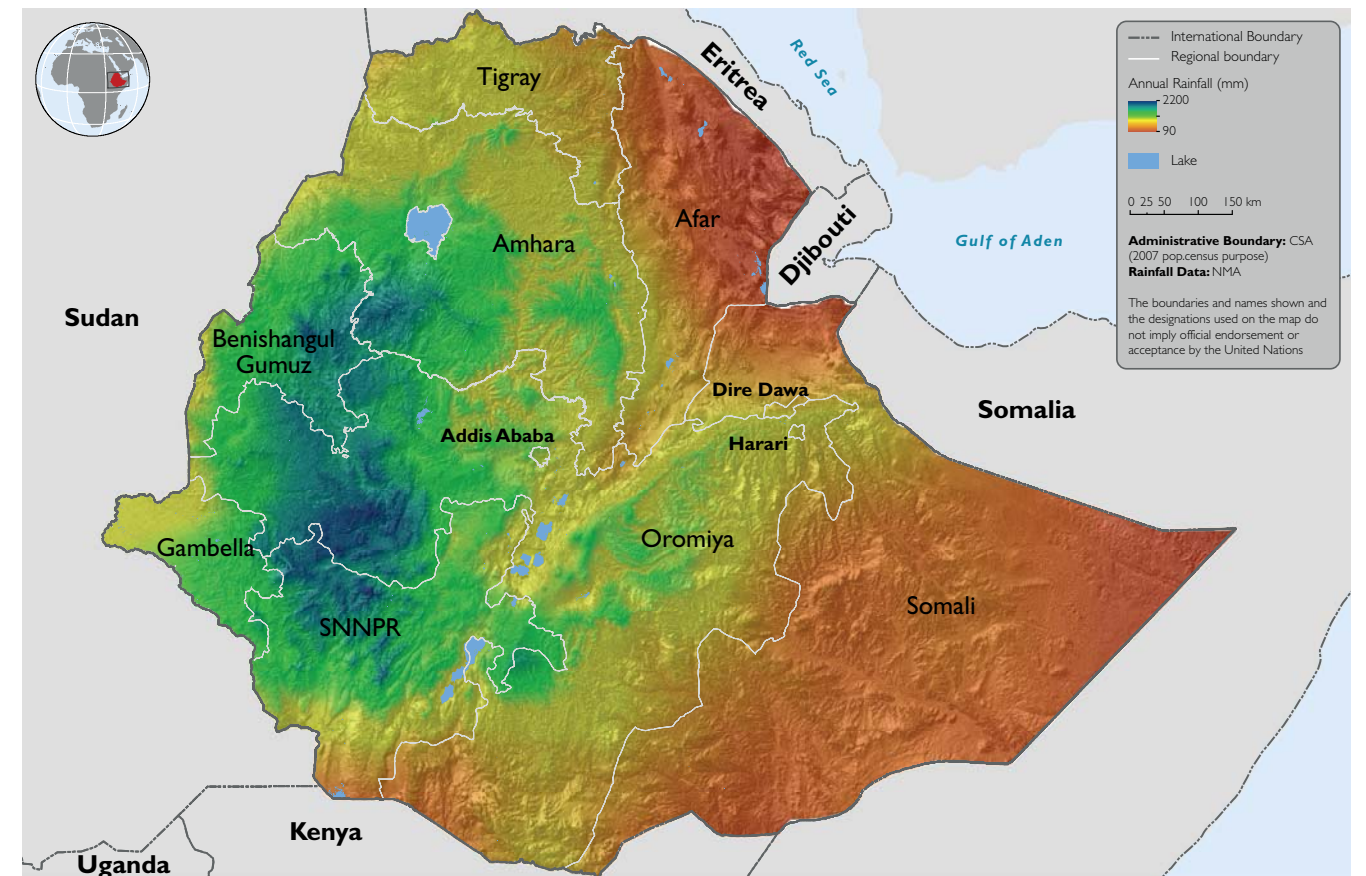 Tigray
Eritrea
Red Sea
Afar
Amhara
Djibouti
Gulf of Aden
Sudan
Benishangul
Gumuz
Dire Dawa
Somalia
Addis Ababa
Harari
Gambella
Oromiya
Somali
SNNPR
Kenya
Uganda
International Boundary
Regional boundary
Annual Rainfall (mm)
2200
90
Lake
0 25 50 100 150 km
Administrative Boundary: CSA
(2007 pop.census purpose)
Rainfall Data: NMA
The boundaries and names shown and
the designations used on the map do
not imply official endorsement or
acceptance by the United Nations